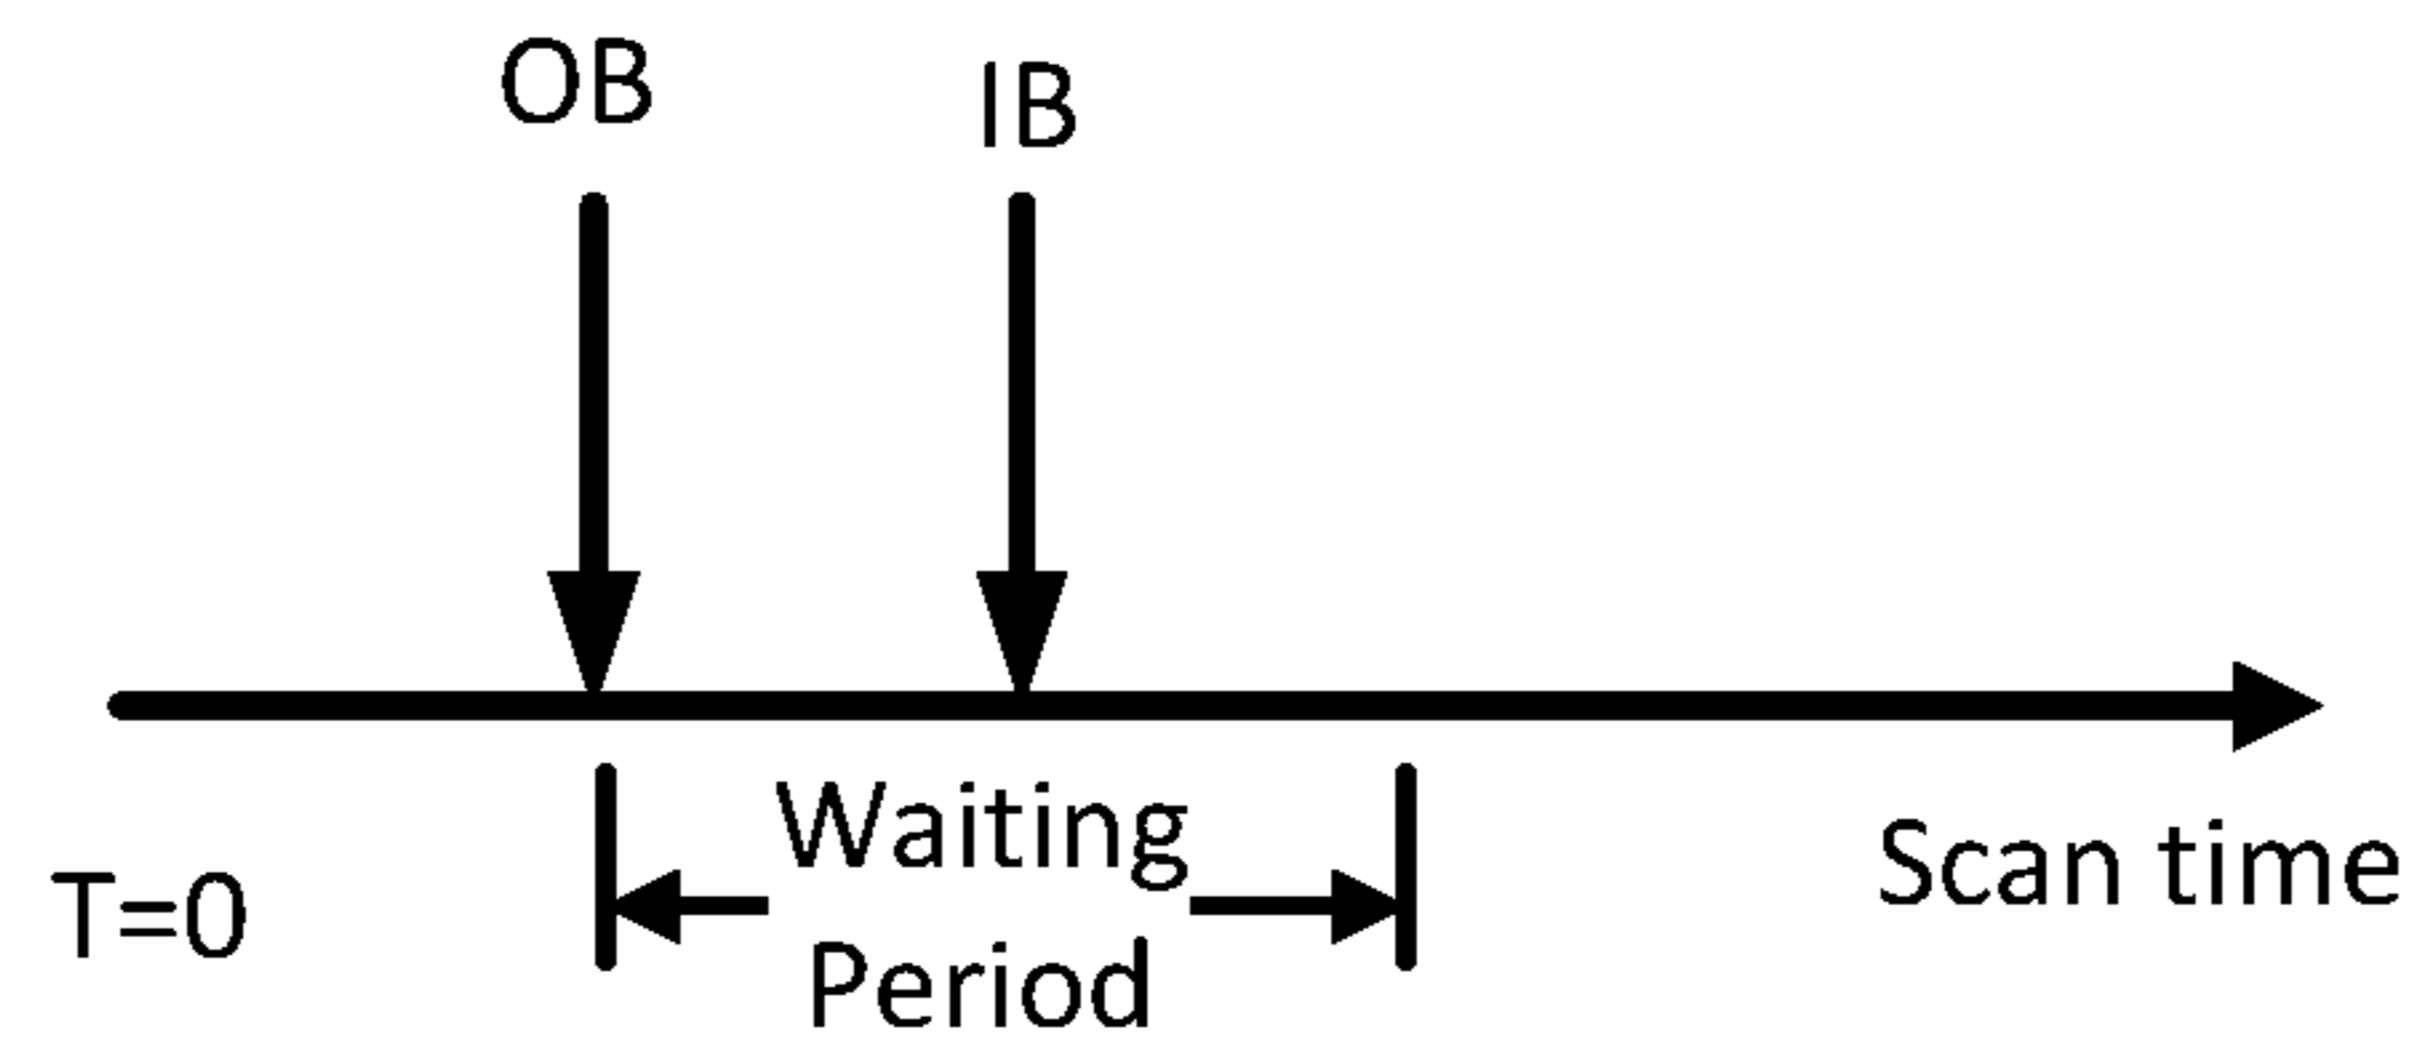 OB
IB
Waiting
Period
T=0
Scan time